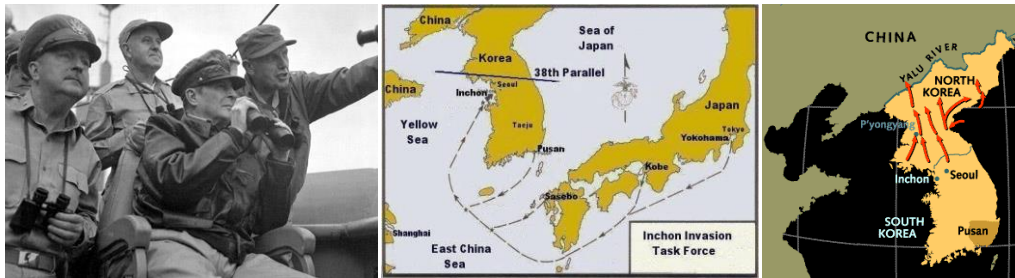 China
Sea of
Japan
Korea
38th Parallel
Seoul
China
Inchon
Japan
Yellow
Sea
Taeju
Tokyo
Yokohama
Pusan
Kobe
Sasebo
Shanghai
East China
Sea
Inchon Invasion
Task Force
CHINA
YALU RIVER
NORTH
KOREA
P'yongyang
Inchon
Seoul
SOUTH
KOREA
Pusan